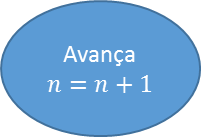 Avança
n = n + 1